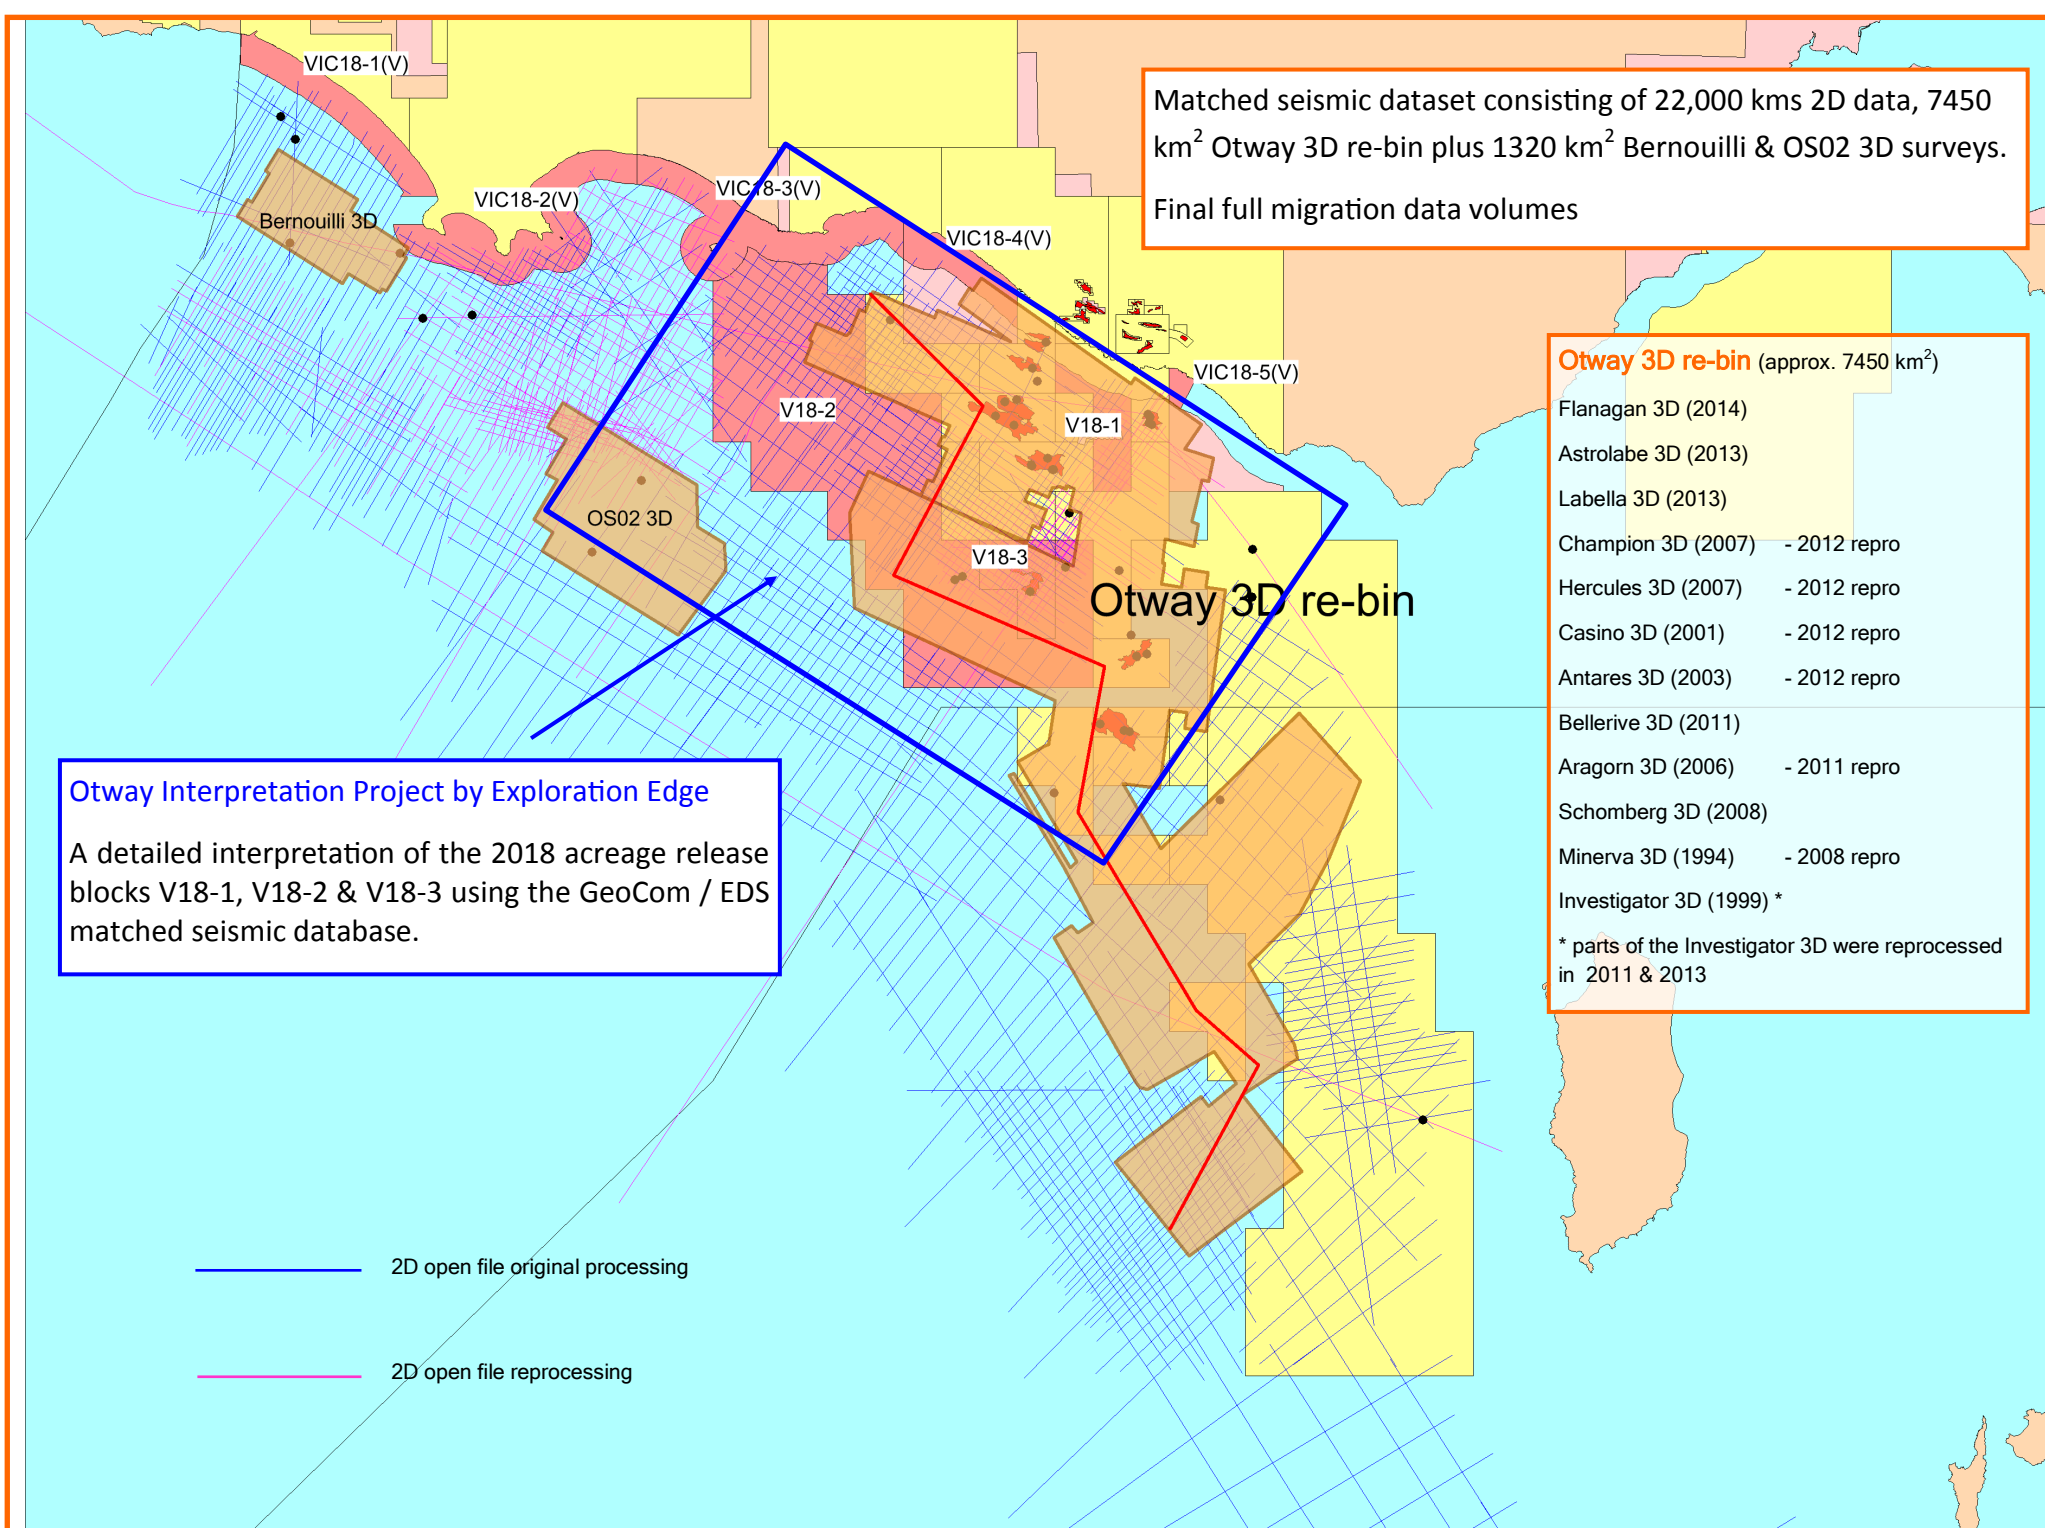 VIC18-1(V)
Matched seismic dataset consisting of 22,000 kms 2D data, 7450
km² Otway 3D re-bin plus 1320 km² Bernouilli & OS02 3D surveys.
Final full migration data volumes
VIC18-2(V)
VIC18-3(V)
Bernouilli 3D
VIC18-4(V)
VIC18-5(V)
V18-2
V18-1
OS02 3D
V18-3
Otway 3D re-bin
Otway 3D re-bin (approx. 7450 km²)
Flanagan 3D (2014)
Astrolabe 3D (2013)
Labella 3D (2013)
Champion 3D (2007) - 2012 repro
Hercules 3D (2007) - 2012 repro
Casino 3D (2001) - 2012 repro
Antares 3D (2003) - 2012 repro
Bellerive 3D (2011)
Aragorn 3D (2006) - 2011 repro
Schomberg 3D (2008)
Minerva 3D (1994) - 2008 repro
Investigator 3D (1999) *
* parts of the Investigator 3D were reprocessed
in 2011 & 2013
Otway Interpretation Project by Exploration Edge
A detailed interpretation of the 2018 acreage release
blocks V18-1, V18-2 & V18-3 using the GeoCom / EDS
matched seismic database.
2D open file original processing
2D open file reprocessing